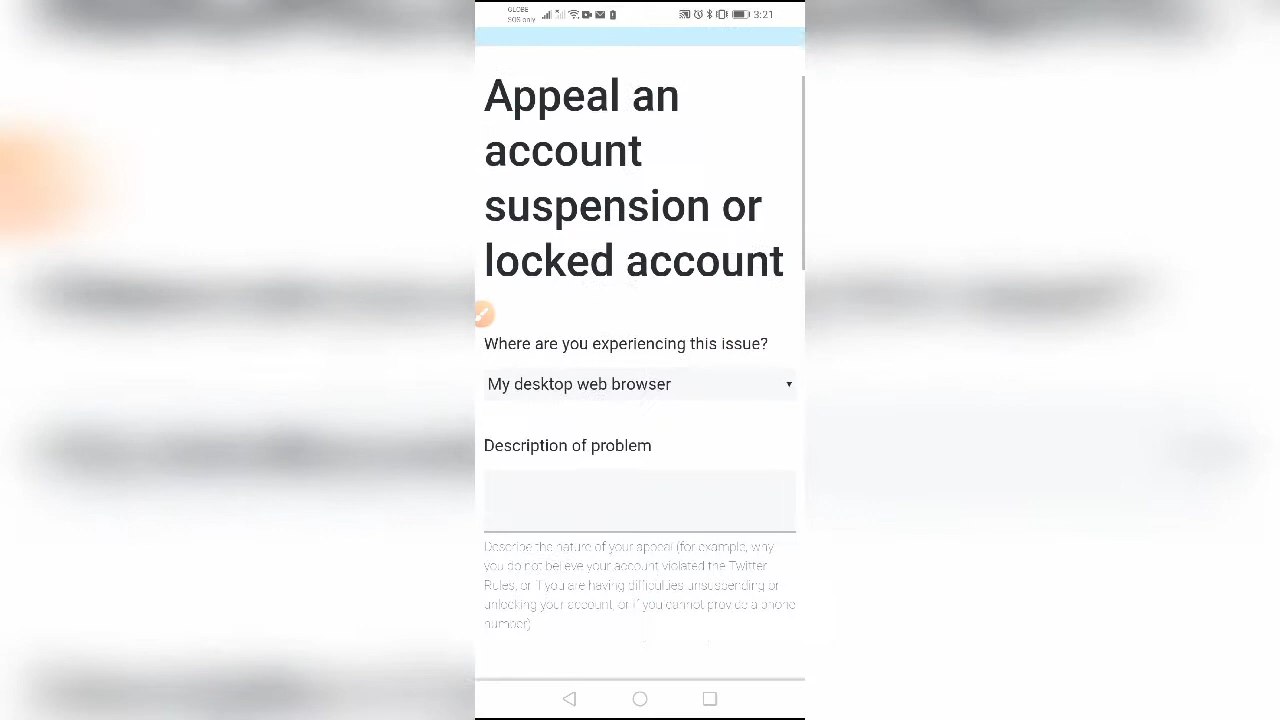 GLOBE
SOS only
3:21
Appeal an
account
suspension or
locked account
Where are you experiencing this issue?
My desktop web browser
Description of problem
Describe the nature of your appeal (for example, why
you do not believe your account violated the Twitter
Rules, or if you are having difficulties unsuspending or
unlocking your account, or if you cannot provide a phone
number)